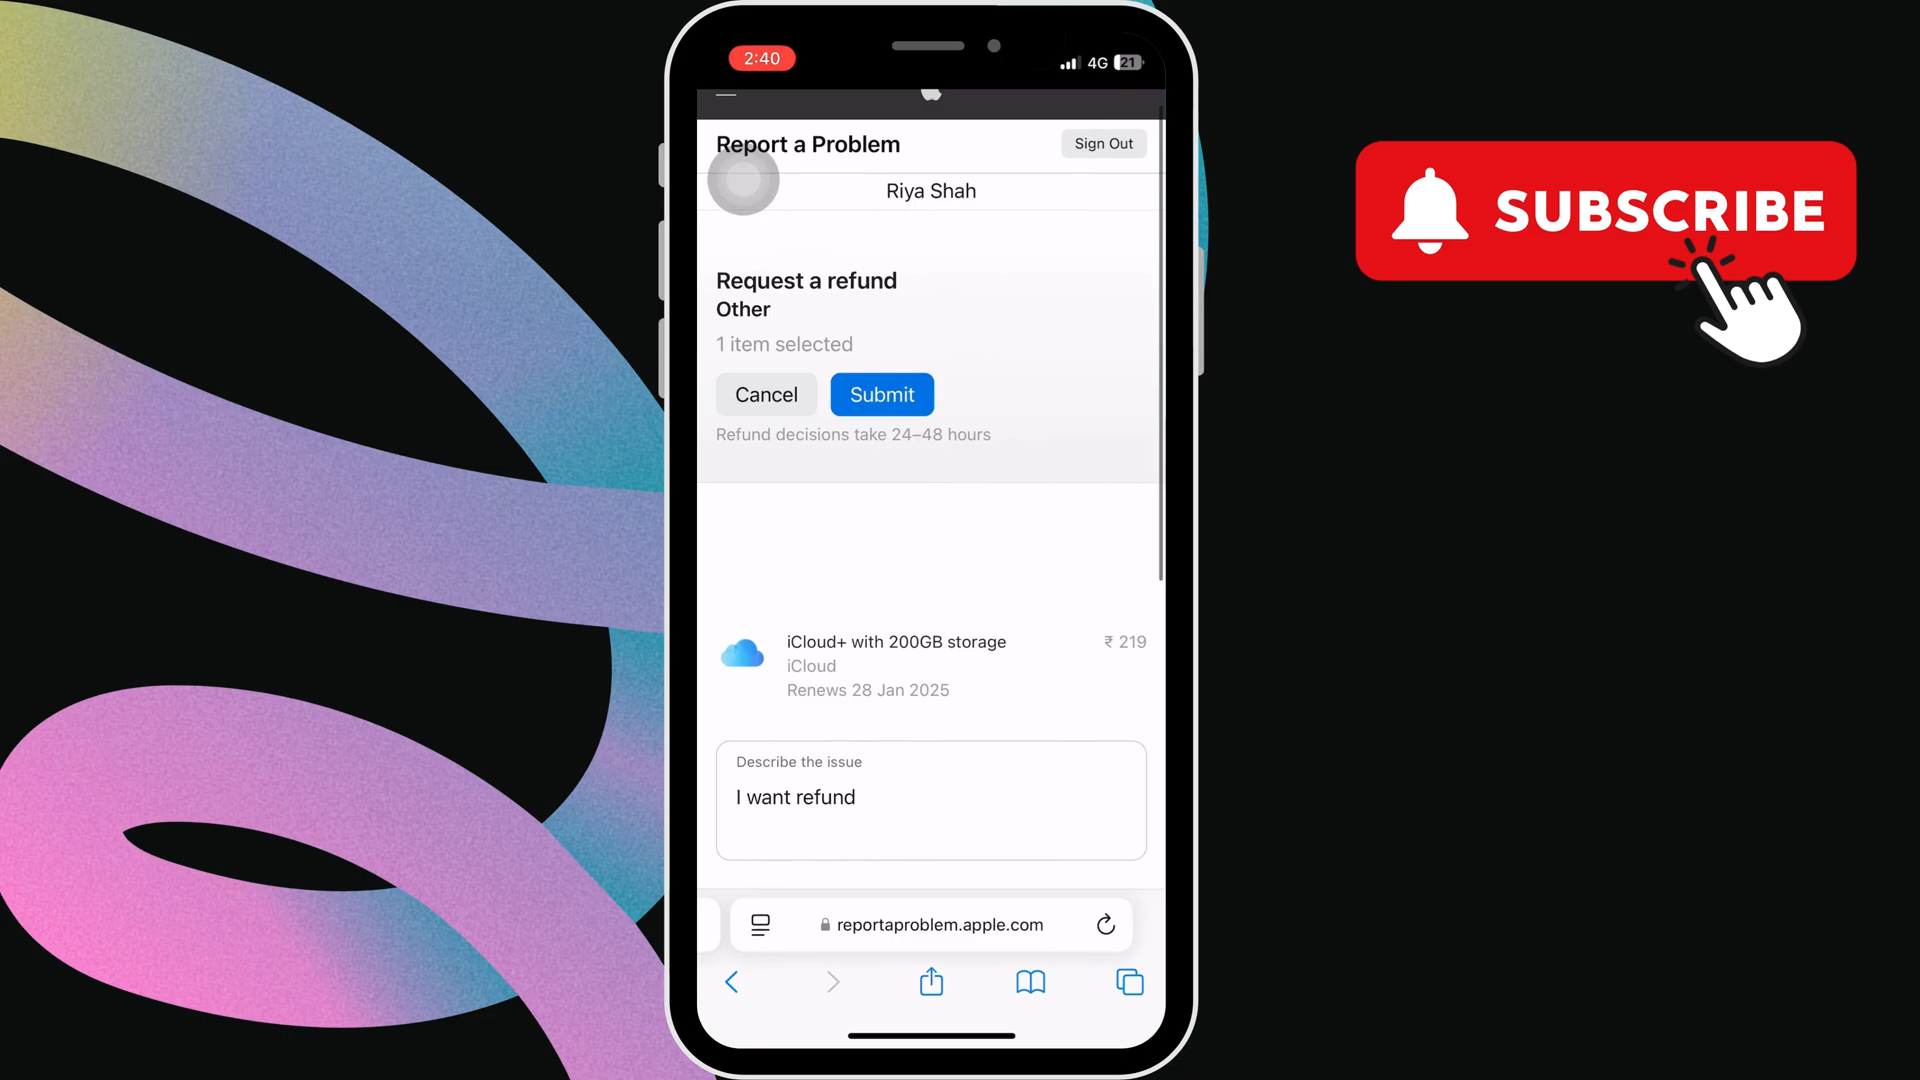 2:40
4G 21
Report a Problem
Sign Out
Riya Shah
Request a refund
Other
1 item selected
Cancel
Submit
Refund decisions take 24–48 hours
iCloud+ with 200GB storage
₹ 219
iCloud
Renews 28 Jan 2025
Describe the issue
I want refund
reportaproblem.apple.com
SUBSCRIBE